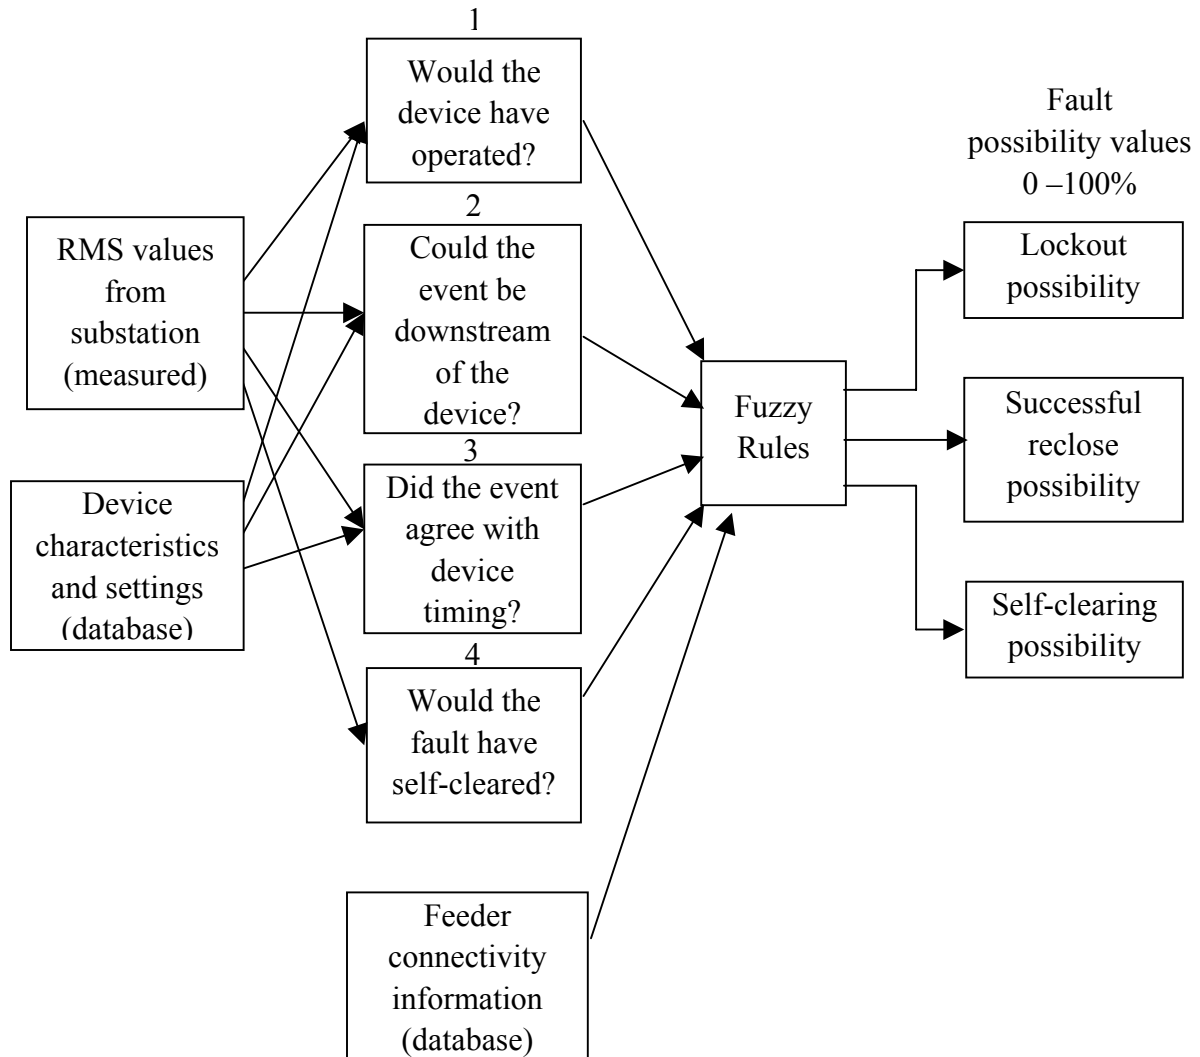 RMS values
from
substation
(measured)
Device
characteristics
and settings
(database)
1
Would the
device have
operated?
2
Could the
event be
downstream
of the
device?
3
Did the event
agree with
device
timing?
4
Would the
fault have
self-cleared?
Feeder
connectivity
information
(database)
Fuzzy
Rules
Fault
possibility values
0 –100%
Lockout
possibility
Successful
reclose
possibility
Self-clearing
possibility